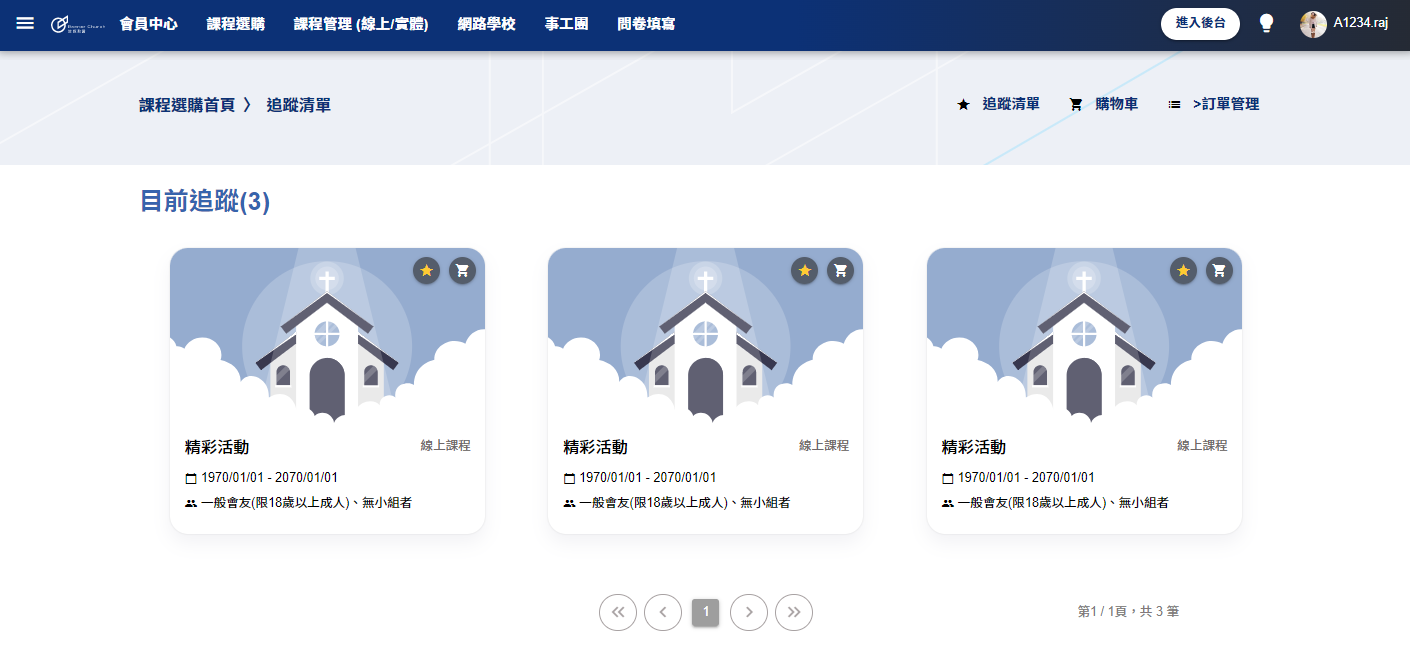 會員中心 課程選購 課程管理 (線上/實體) 網路學校 事工團 問卷填寫 進入後台 A1234.raj
課程選購首頁 〉 追蹤清單 追蹤清單 購物車 >訂單管理
目前追蹤(3)
精彩活動 線上課程
1970/01/01 - 2070/01/01
一般會友(限18歲以上成人)、無小組者
精彩活動 線上課程
1970/01/01 - 2070/01/01
一般會友(限18歲以上成人)、無小組者
精彩活動 線上課程
1970/01/01 - 2070/01/01
一般會友(限18歲以上成人)、無小組者
1
第1 / 1頁，共 3 筆